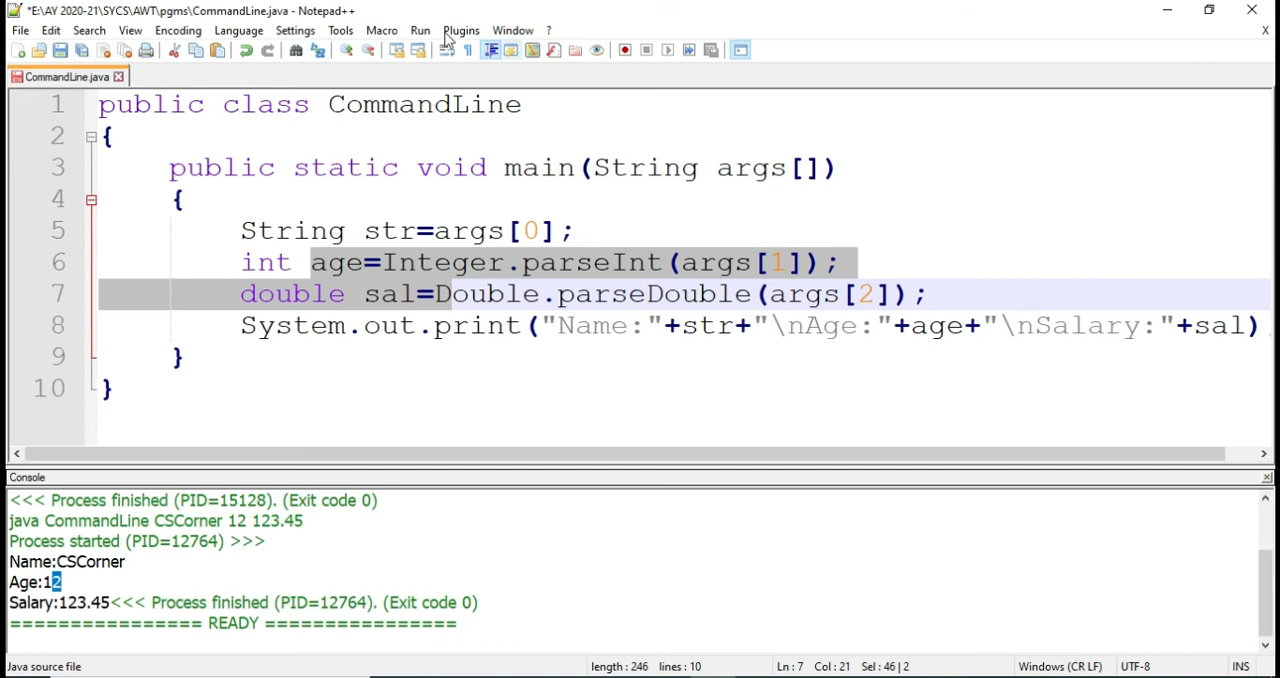 *E:\AY 2020-21\SYCS\AWT\pgms\CommandLine.java - Notepad++
File Edit Search View Encoding Language Settings Tools Macro Run Plugins Window ? X
CommandLine.java
1 public class CommandLine
2 {
3 public static void main(String args[])
4 {
5 String str=args[0];
6 int age=Integer.parseInt(args[1]);
7 double sal=Double.parseDouble(args[2]);
8 System.out.print("Name:"+str+"\nAge:"+age+"\nSalary:"+sal)
9 }
10 }
Console
<<< Process finished (PID=15128). (Exit code 0)
java CommandLine CSCorner 12 123.45
Process started (PID=12764) >>>
Name:CSCorner
Age:12
Salary:123.45<<< Process finished (PID=12764). (Exit code 0)
================ READY ================
Java source file length : 246 lines : 10 Ln : 7 Col : 21 Sel : 46 | 2 Windows (CR LF) UTF-8 INS